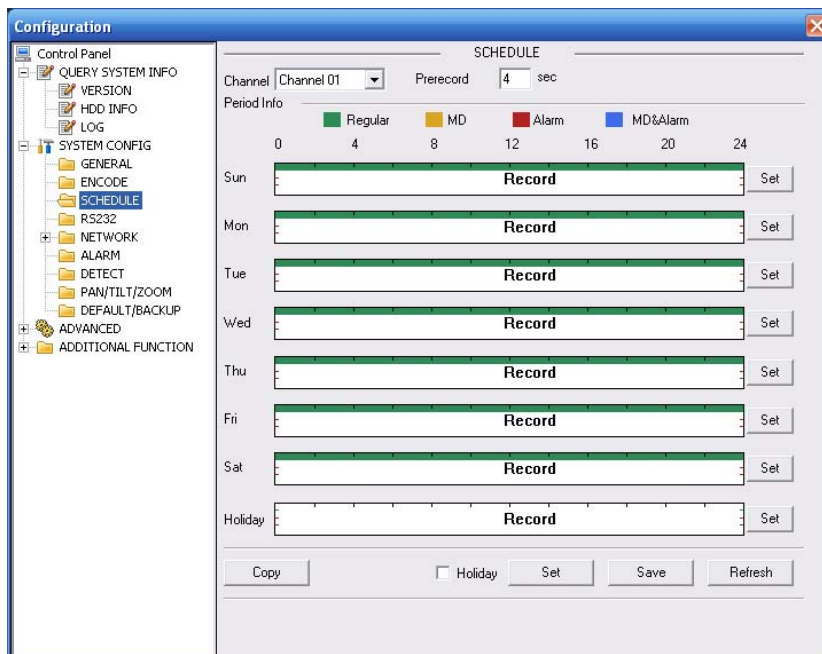 Configuration
Control Panel
QUERY SYSTEM INFO
VERSION
HDD INFO
LOG
SYSTEM CONFIG
GENERAL
ENCODE
SCHEDULE
RS232
NETWORK
ALARM
DETECT
PAN/TILT/ZOOM
DEFAULT/BACKUP
ADVANCED
ADDITIONAL FUNCTION
SCHEDULE
Channel Channel 01 Prerecord 4 sec
Period Info
Regular MD Alarm MD&Alarm
0 4 8 12 16 20 24
Sun Record Set
Mon Record Set
Tue Record Set
Wed Record Set
Thu Record Set
Fri Record Set
Sat Record Set
Holiday Record Set
Copy Holiday Set Save Refresh